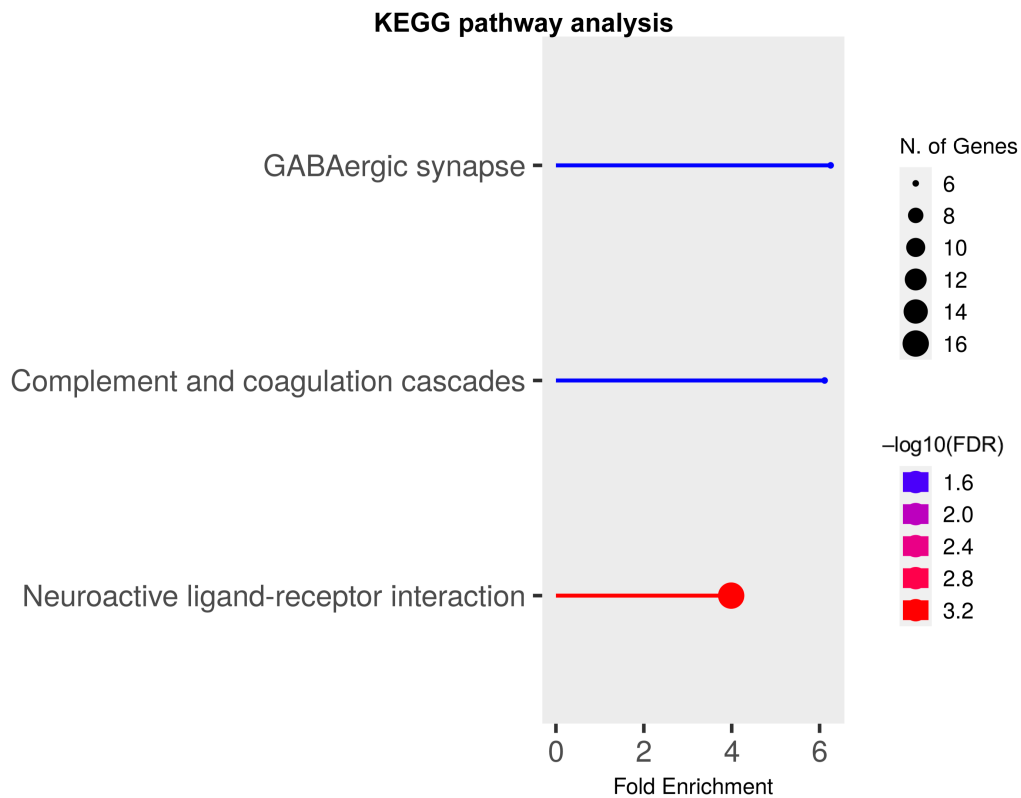 KEGG pathway analysis
GABAergic synapse
Complement and coagulation cascades
Neuroactive ligand-receptor interaction
0 2 4 6
Fold Enrichment
N. of Genes
6
8
10
12
14
16
−log10(FDR)
1.6
2.0
2.4
2.8
3.2